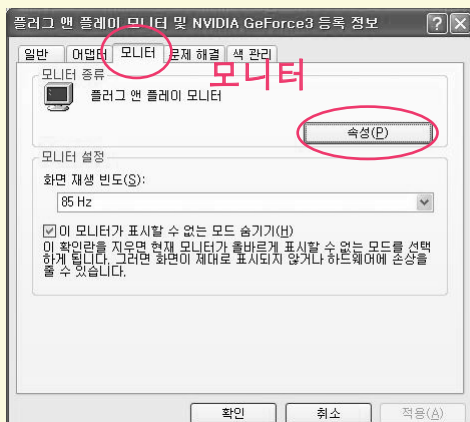 플러그 앤 플레이 모니터 및 NVIDIA GeForce3 등록 정보
일반 어댑터 모니터 문제 해결 색 관리
모니터
모니터 종류
플러그 앤 플레이 모니터
속성(P)
모니터 설정
화면 재생 빈도(S):
85 Hz
이 모니터가 표시할 수 없는 모드 숨기기(H)
이 확인란을 지우면 현재 모니터가 올바르게 표시할 수 없는 모드를 선택
하게 됩니다. 그러면 화면이 제대로 표시되지 않거나 하드웨어에 손상을
줄 수 있습니다.
확인 취소 적용(A)